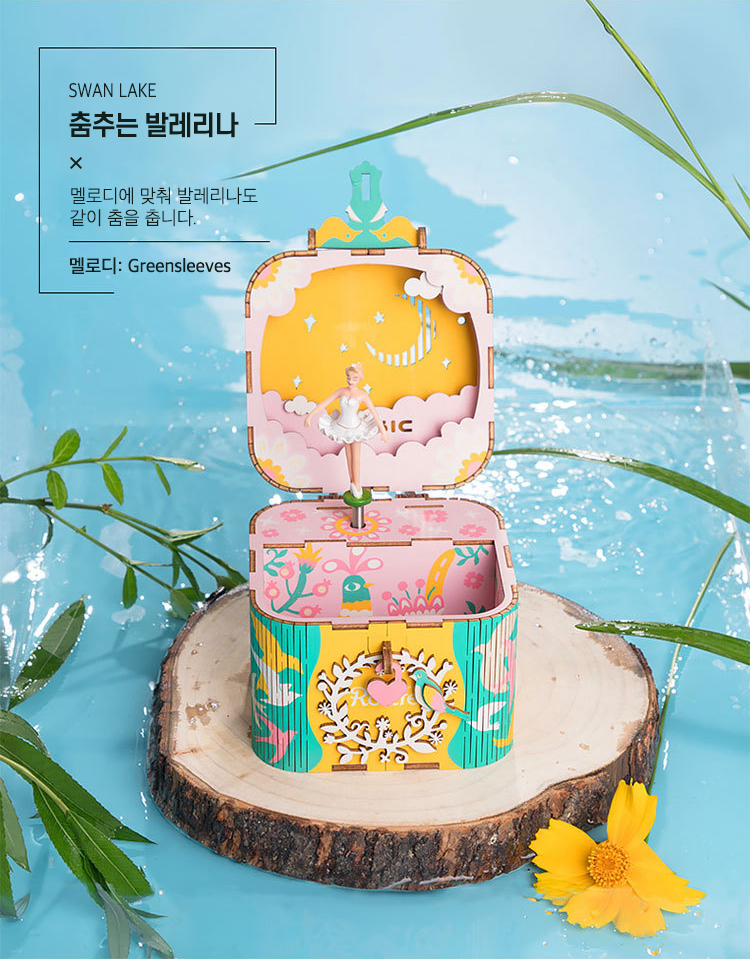 SWAN LAKE
춤추는 발레리나
×
멜로디에 맞춰 발레리나도
같이 춤을 춥니다.
멜로디: Greensleeves